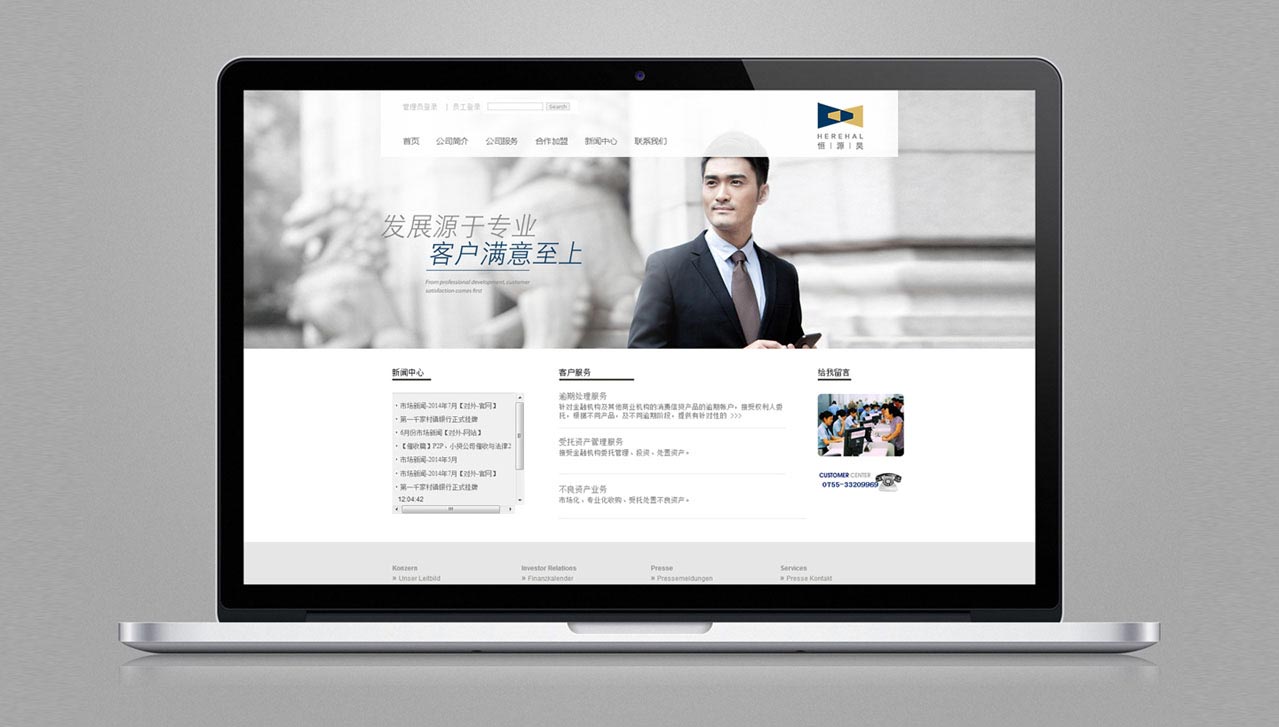 管理员登录 | 员工登录 Search
HEREHAL
恒 | 源 | 昊
首页 公司简介 公司服务 合作加盟 新闻中心 联系我们
发展源于专业
客户满意至上
From professional development, customer
satisfaction comes first
新闻中心
· 市场新闻-2014年7月【对外-官网】
· 第一千家村镇银行正式挂牌
· 6月份市场新闻【对外-网站】
· 【催收篇】P2P、小贷公司催收与法律2
· 市场新闻-2014年5月
· 市场新闻-2014年7月【对外-官网】
· 第一千家村镇银行正式挂牌
12:04:42
客户服务
逾期处理服务
针对金融机构及其他商业机构的消费信贷产品的逾期帐户，接受权利人委
托，根据不同产品，及不同逾期阶段，提供有针对性的 >>>
受托资产管理服务
接受金融机构委托管理、投资、处置资产。
不良资产业务
市场化、专业化收购、受托处置不良资产。
给我留言
CUSTOMER CENTER
0755-33209969
Konzern
» Unser Leitbild
Investor Relations
» Finanzkalender
Presse
» Pressemeldungen
Services
» Presse Kontakt